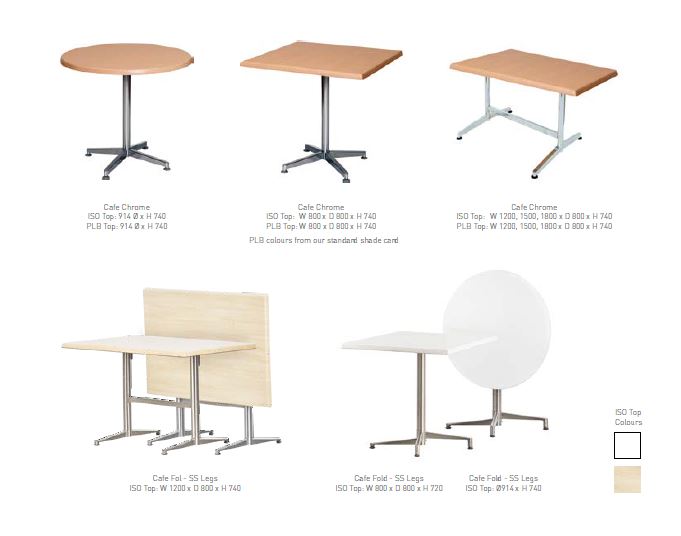 Cafe Chrome
ISO Top: 914 Ø x H 740
PLB Top: 914 Ø x H 740
Cafe Chrome
ISO Top: W 800 x D 800 x H 740
PLB Top: W 800 x D 800 x H 740
PLB colours from our standard shade card
Cafe Chrome
ISO Top: W 1200, 1500, 1800 x D 800 x H 740
PLB Top: W 1200, 1500, 1800 x D 800 x H 740
ISO Top
Colours
Cafe Fol - SS Legs
ISO Top: W 1200 x D 800 x H 740
Cafe Fold - SS Legs
ISO Top: W 800 x D 800 x H 720
Cafe Fold - SS Legs
ISO Top: Ø914 x H 740